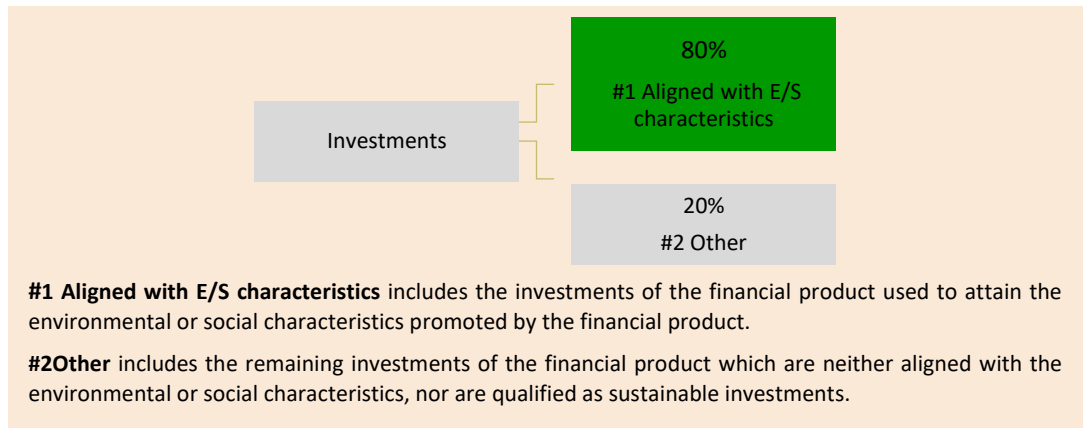 80%
#1 Aligned with E/S
characteristics
Investments
20%
#2 Other
#1 Aligned with E/S characteristics includes the investments of the financial product used to attain the
environmental or social characteristics promoted by the financial product.
#2Other includes the remaining investments of the financial product which are neither aligned with the
environmental or social characteristics, nor are qualified as sustainable investments.